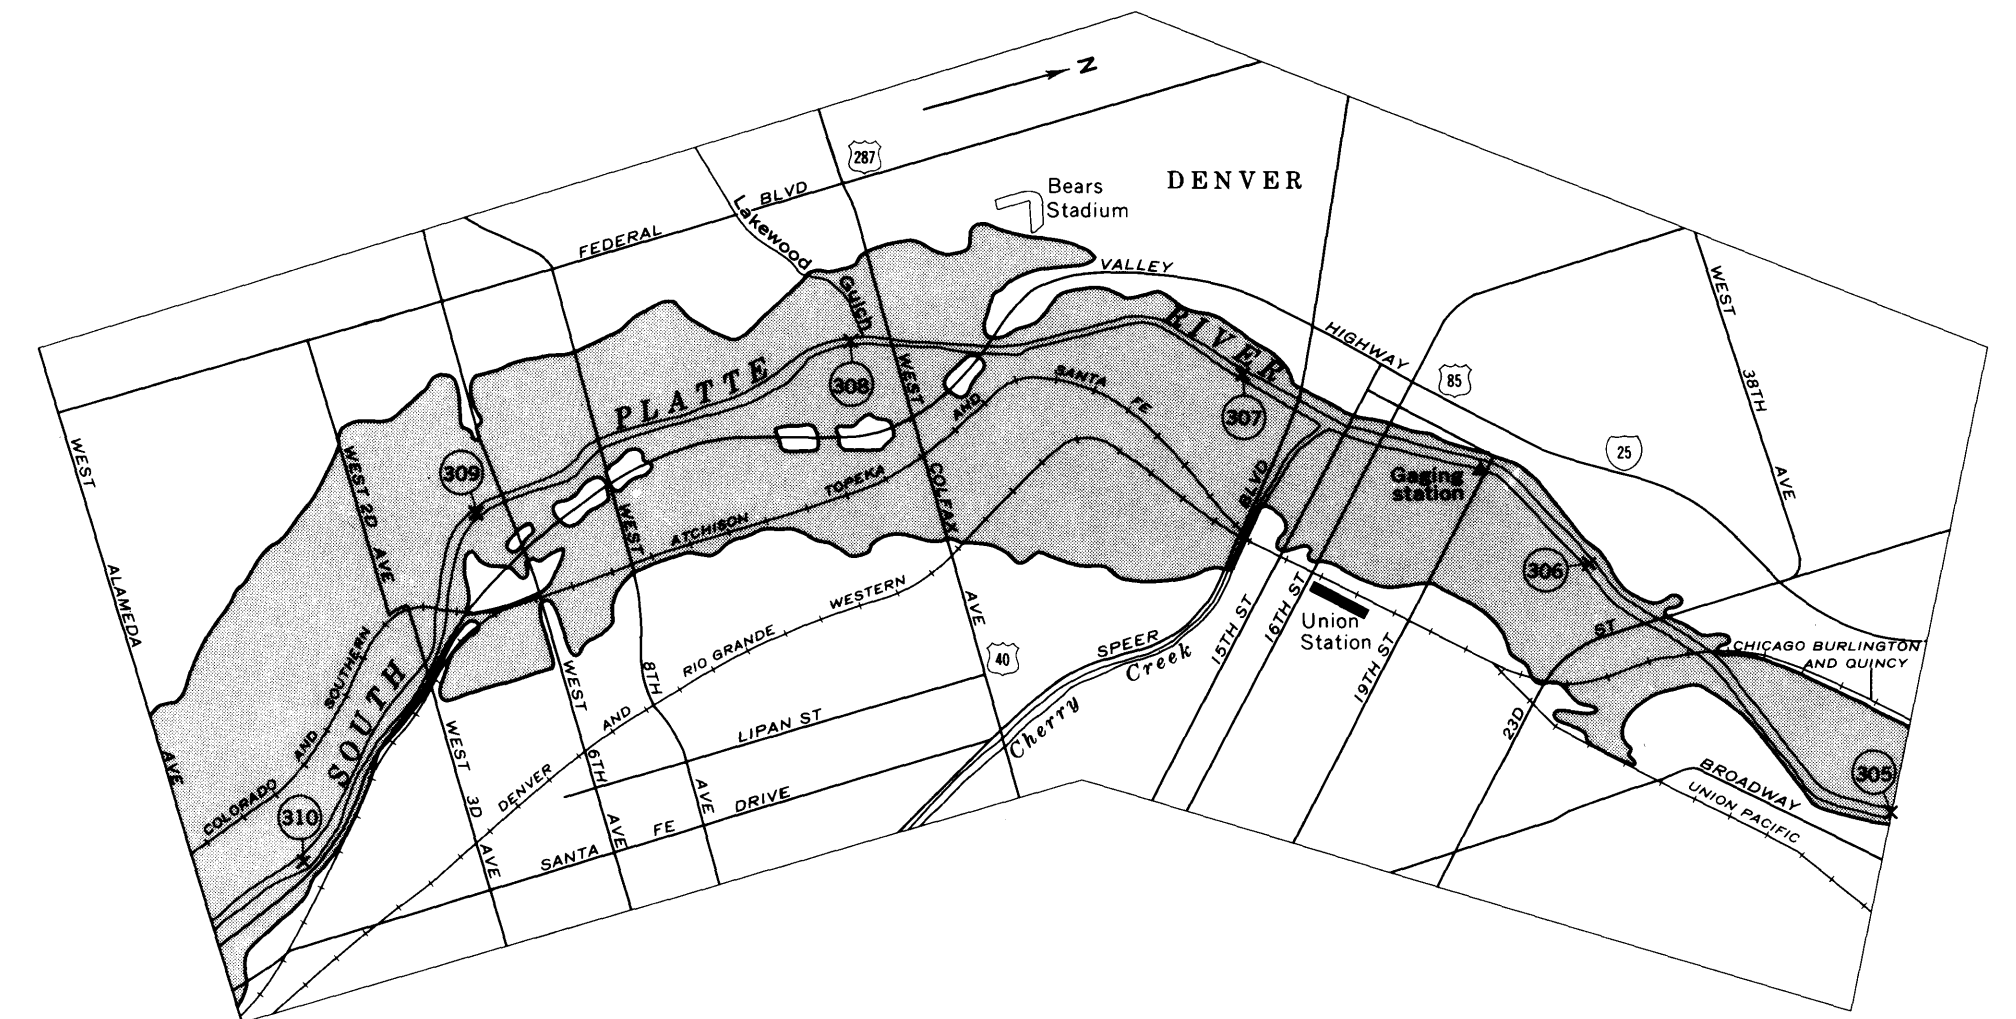 N
287
DENVER
Bears
Stadium
FEDERAL BLVD
Lakewood
Gulch
VALLEY
HIGHWAY
85
25
WEST
38TH
AVE
WEST
ALAMEDA
AVE
WEST 2D
AVE
309
PLATTE
308
RIVER
307
WEST
COLFAX
AVE
40
AND
SANTA
FE
ATCHISON
TOPEKA
WEST
8TH
AVE
Gaging
station
BLVD
306
Union
Station
15TH ST
16TH ST
19TH ST
23D
ST
CHICAGO BURLINGTON
AND QUINCY
305
BROADWAY
UNION PACIFIC
SPEER
Creek
Cherry
DENVER
AND
RIO GRANDE
WESTERN
LIPAN ST
SANTA
FE
DRIVE
WEST
6TH
AVE
WEST
3D
AVE
SOUTH
COLORADO
AND
SOUTHERN
310